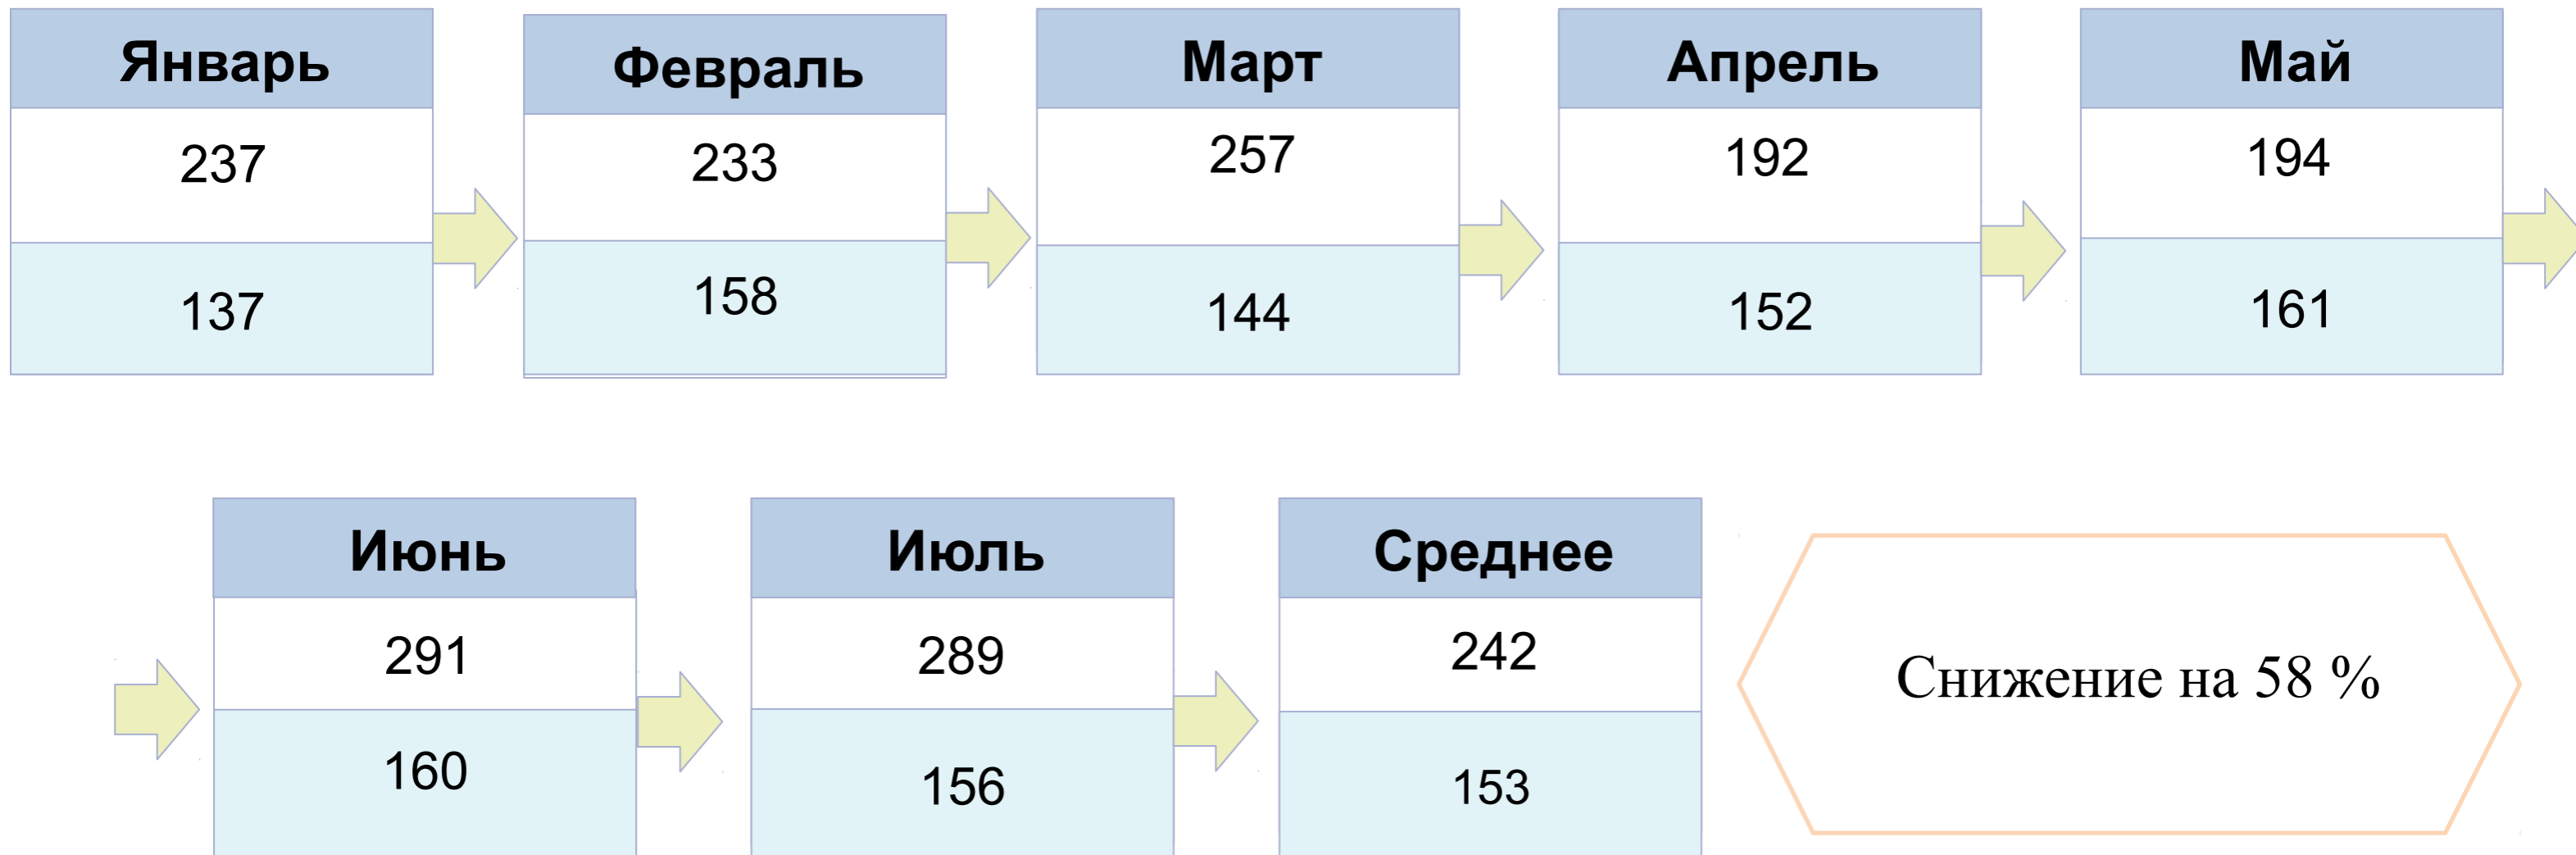 Январь
237
137
Февраль
233
158
Март
257
144
Апрель
192
152
Май
194
161
Июнь
291
160
Июль
289
156
Среднее
242
153
Снижение на 58 %